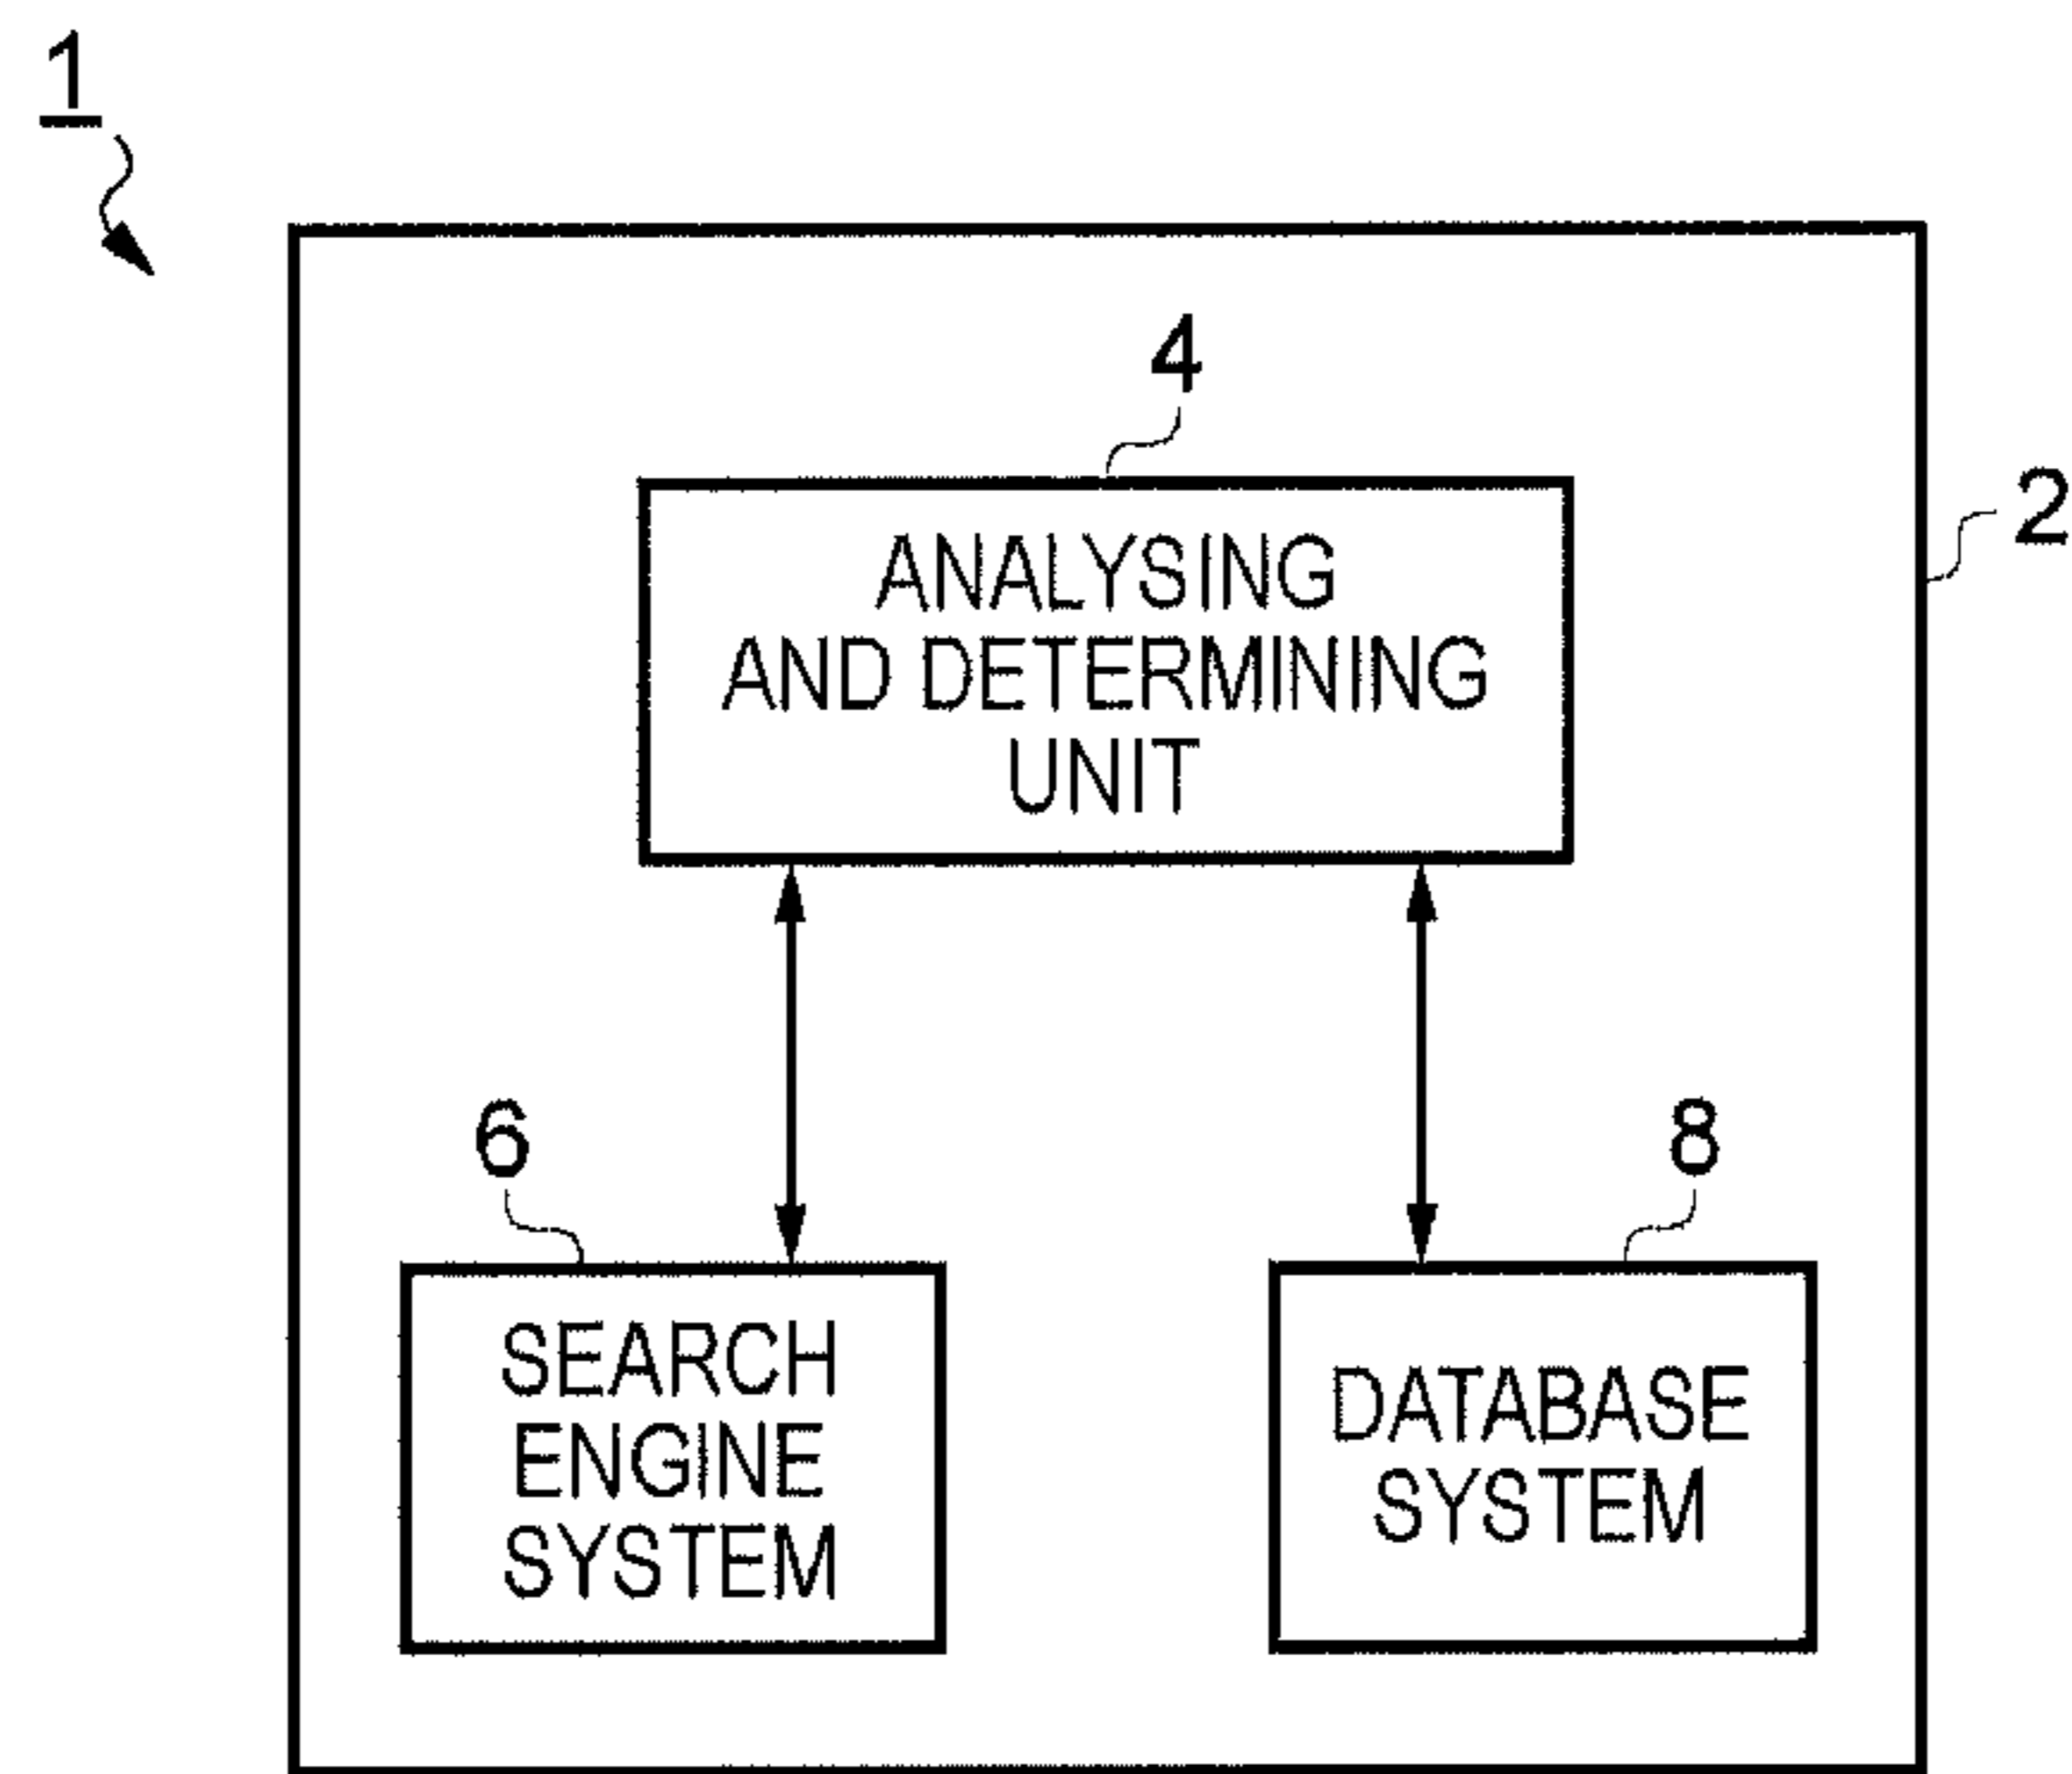 1
4
2
ANALYSING
AND DETERMINING
UNIT
6
8
SEARCH
ENGINE
SYSTEM
DATABASE
SYSTEM